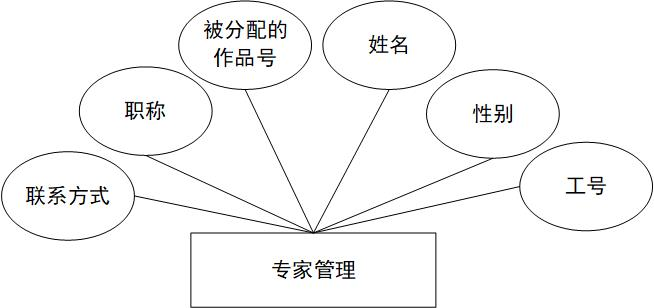 被分配的
作品号
姓名
职称
性别
联系方式
工号
专家管理